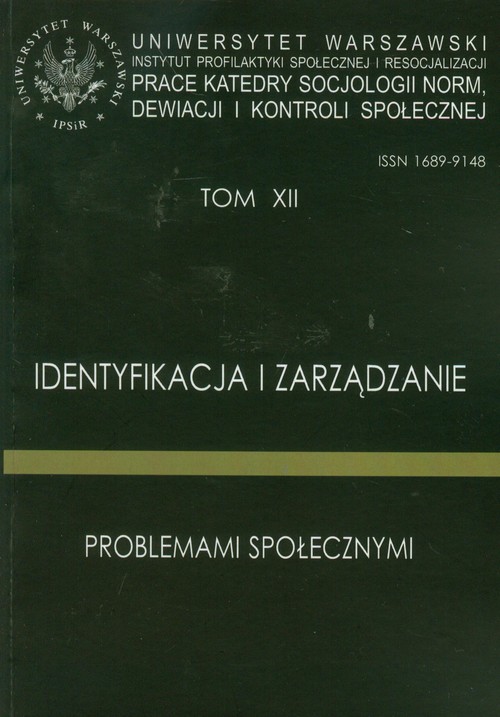 UNIWERSYTET WARSZAWSKI
IPSiR
UNIWERSYTET WARSZAWSKI
INSTYTUT PROFILAKTYKI SPOŁECZNEJ I RESOCJALIZACJI
PRACE KATEDRY SOCJOLOGII NORM,
DEWIACJI I KONTROLI SPOŁECZNEJ
ISSN 1689-9148
TOM XII
IDENTYFIKACJA I ZARZĄDZANIE
PROBLEMAMI SPOŁECZNYMI